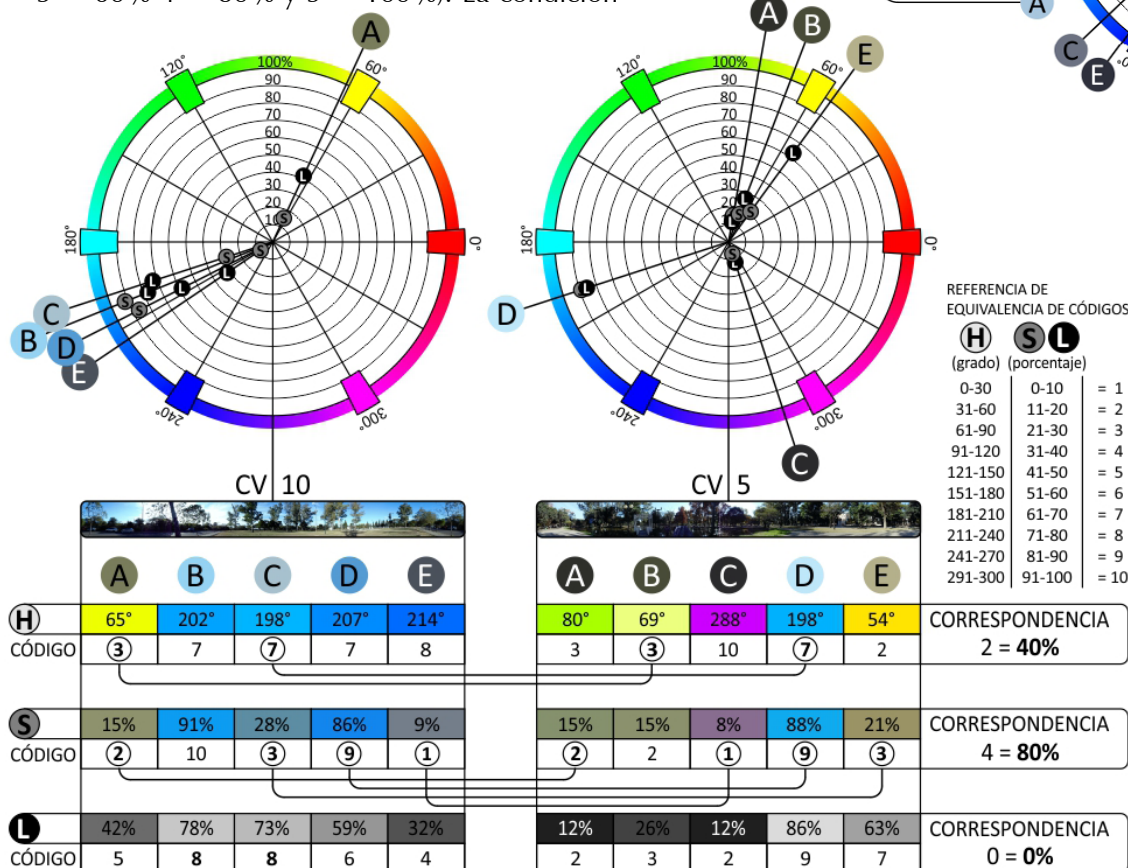 La condición
A
C
E
A
120°
60°
180°
0°
240°
300°
100%
90
80
70
60
50
40
30
20
10
L
S
S
S
L
L
L
L
S
S
C
B
D
E
A
B
E
120°
60°
180°
0°
240°
300°
100%
90
80
70
60
50
40
30
20
L
L
L
S
S
S
L
L
D
C
REFERENCIA DE
EQUIVALENCIA DE CÓDIGOS
H S L
(grado) (porcentaje)
0-30 0-10 = 1
31-60 11-20 = 2
61-90 21-30 = 3
91-120 31-40 = 4
121-150 41-50 = 5
151-180 51-60 = 6
181-210 61-70 = 7
211-240 71-80 = 8
241-270 81-90 = 9
291-300 91-100 = 10
CV 10 CV 5
A B C D E A B C D E
H 65° 202° 198° 207° 214° 80° 69° 288° 198° 54° CORRESPONDENCIA
CÓDIGO 3 7 7 7 8 3 3 10 7 2 2 = 40%
S 15% 91% 28% 86% 9% 15% 15% 8% 88% 21% CORRESPONDENCIA
CÓDIGO 2 10 3 9 1 2 2 1 9 3 4 = 80%
L 42% 78% 73% 59% 32% 12% 26% 12% 86% 63% CORRESPONDENCIA
CÓDIGO 5 8 8 6 4 2 3 2 9 7 0 = 0%